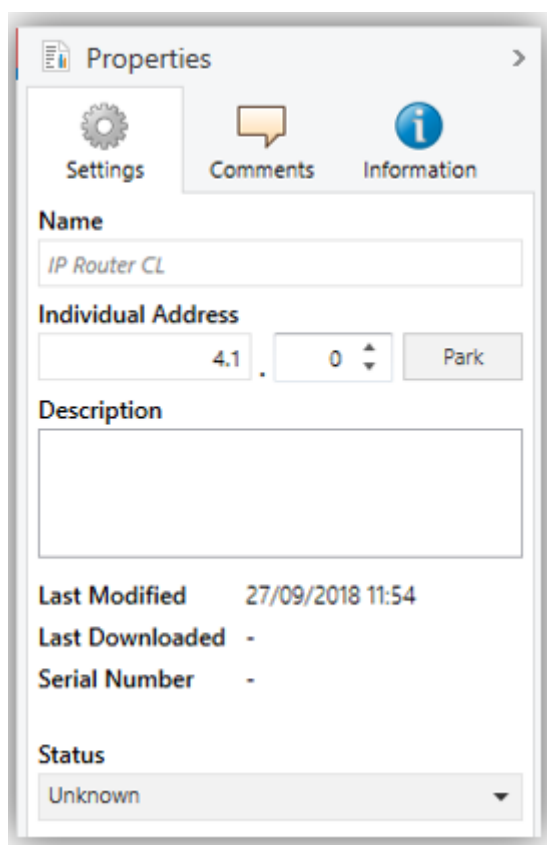 Properties
Settings Comments Information
Name
IP Router CL
Individual Address
4.1 . 0 Park
Description
Last Modified 27/09/2018 11:54
Last Downloaded -
Serial Number -
Status
Unknown